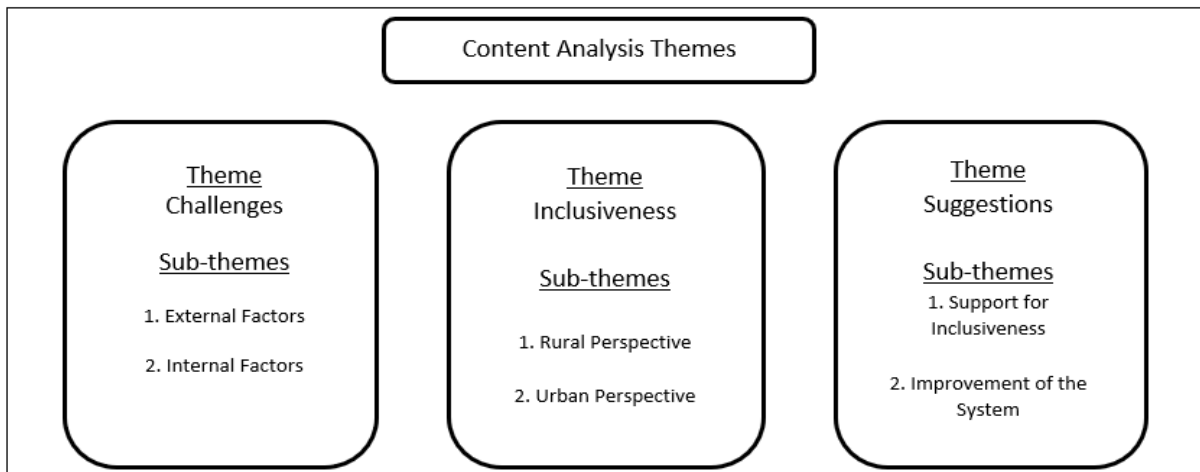 Content Analysis Themes
Theme
Challenges
Sub-themes
1. External Factors
2. Internal Factors
Theme
Inclusiveness
Sub-themes
1. Rural Perspective
2. Urban Perspective
Theme
Suggestions
Sub-themes
1. Support for
Inclusiveness
2. Improvement of the
System